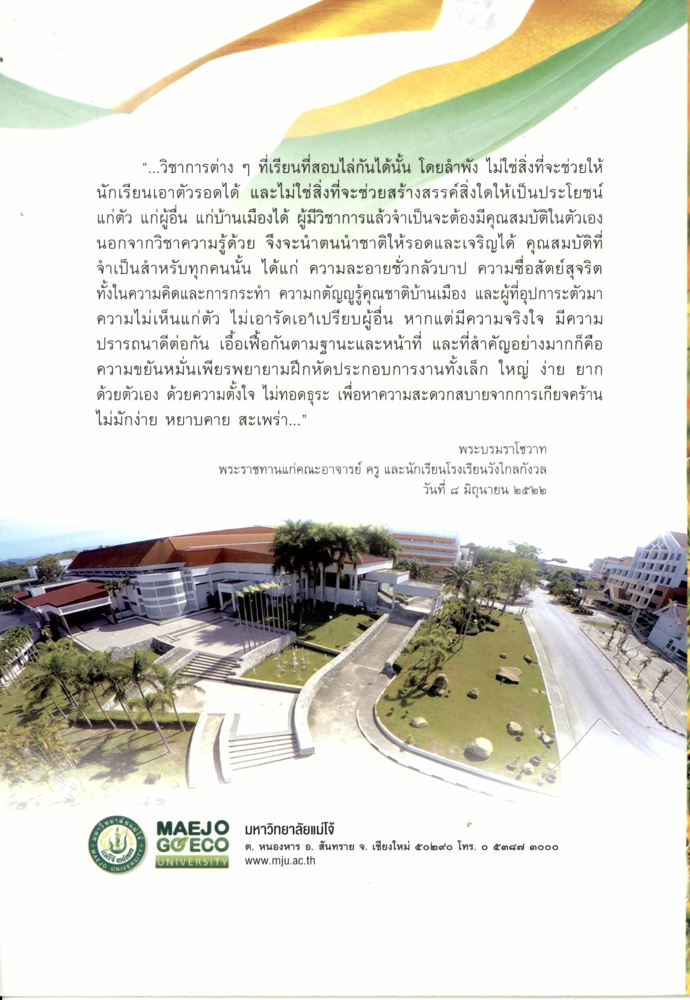 “...วิชาการต่าง ๆ ที่เรียนที่สอบไล่กันได้นั้น โดยลำพัง ไม่ใช่สิ่งที่จะช่วยให้
นักเรียนเอาตัวรอดได้ และไม่ใช่สิ่งที่จะช่วยสร้างสรรค์สิ่งใดให้เป็นประโยชน์
แก่ตัว แก่ผู้อื่น แก่บ้านเมืองได้ ผู้มีวิชาการแล้วจำเป็นจะต้องมีคุณสมบัติในตัวเอง
นอกจากวิชาความรู้ด้วย จึงจะนำตนนำชาติให้รอดและเจริญได้ คุณสมบัติที่
จำเป็นสำหรับทุกคนนั้น ได้แก่ ความละอายชั่วกลัวบาป ความซื่อสัตย์สุจริต
ทั้งในความคิดและการกระทำ ความกตัญญูรู้คุณชาติบ้านเมือง และผู้ที่อุปการะตัวมา
ความไม่เห็นแก่ตัว ไม่เอารัดเอาเปรียบผู้อื่น หากแต่มีความจริงใจ มีความ
ปรารถนาดีต่อกัน เอื้อเฟื้อกันตามฐานะและหน้าที่ และที่สำคัญอย่างมากก็คือ
ความขยันหมั่นเพียรพยายามฝึกหัดประกอบการงานทั้งเล็ก ใหญ่ ง่าย ยาก
ด้วยตัวเอง ด้วยความตั้งใจ ไม่ทอดธุระ เพื่อหาความสะดวกสบายจากการเกียจคร้าน
ไม่มักง่าย หยาบคาย สะเพร่า...”
พระบรมราโชวาท
พระราชทานแก่คณะอาจารย์ ครู และนักเรียนโรงเรียนวังไกลกังวล
วันที่ ๘ มิถุนายน ๒๕๒๒
มหาวิทยาลัยแม่โจ้
แม่โจ้ ๒๔๗๗
MAEJO UNIVERSITY
MAEJO
GO ECO
UNIVERSITY
มหาวิทยาลัยแม่โจ้
ต. หนองหาร อ. สันทราย จ. เชียงใหม่ ๕๐๒๙๐ โทร. ๐ ๕๓๘๗ ๓๐๐๐
www.mju.ac.th